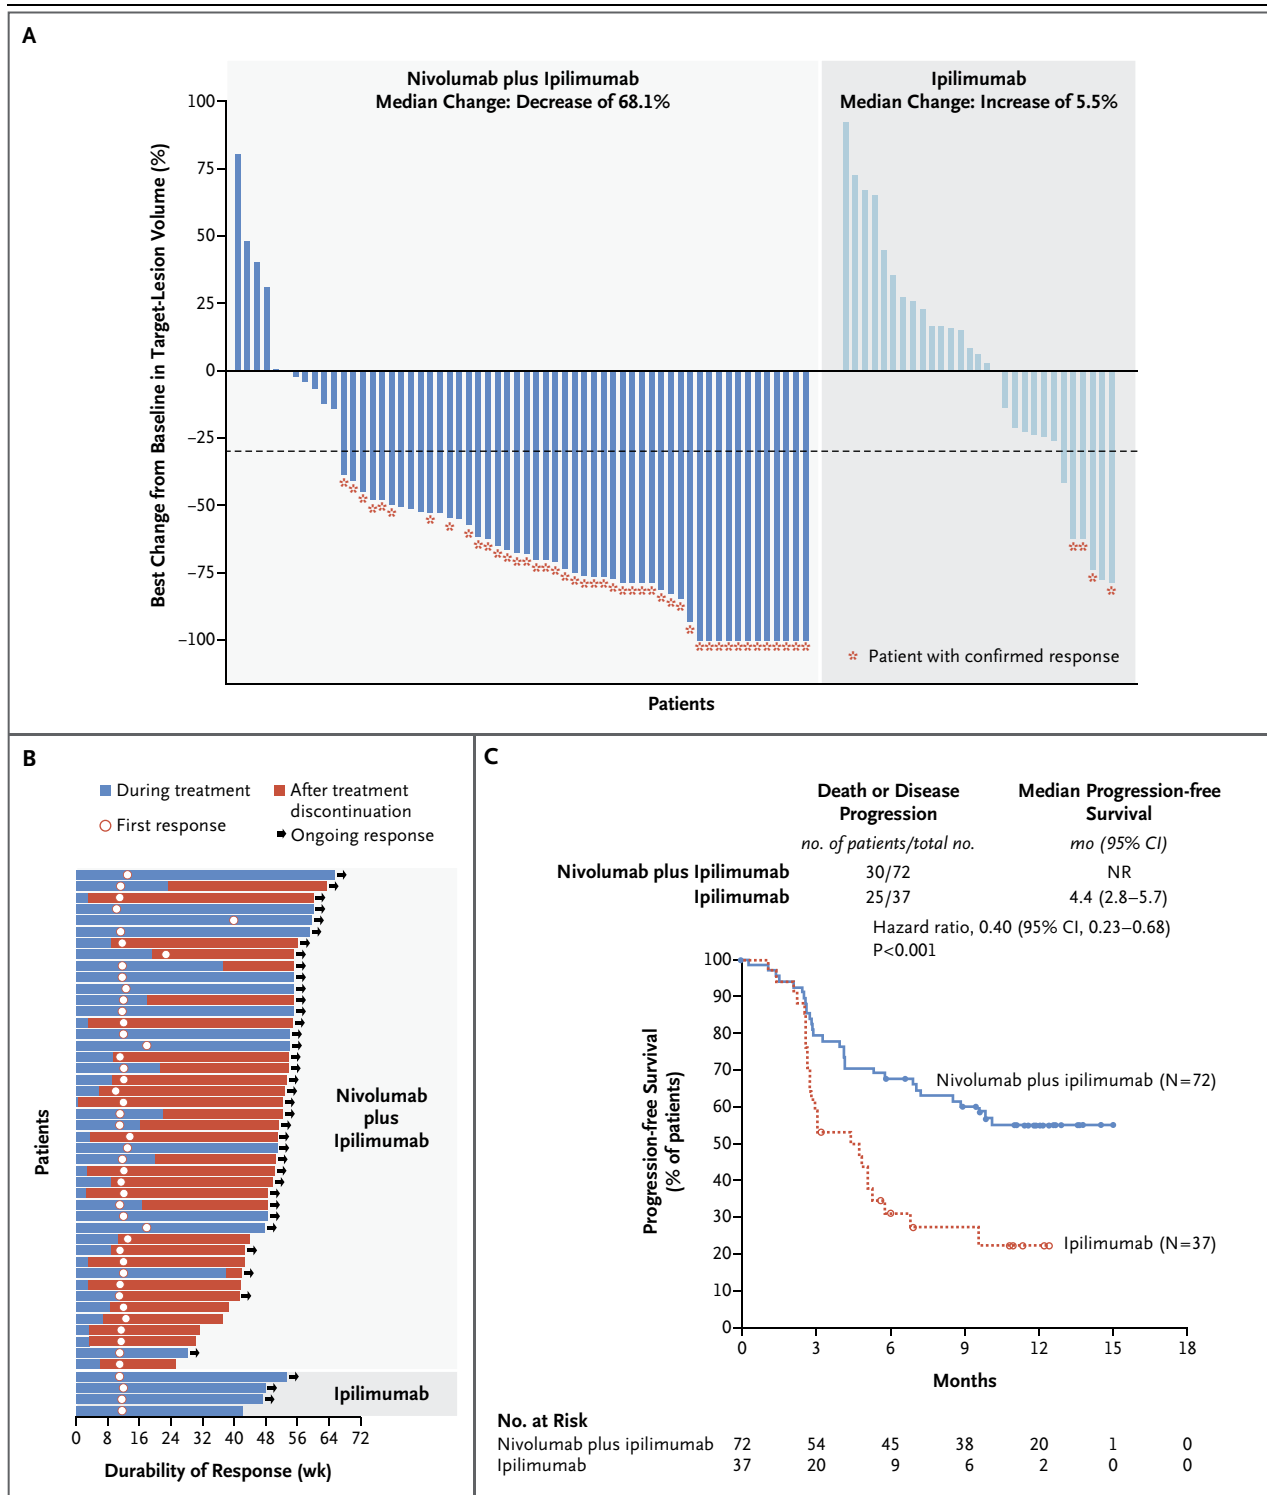 A
Nivolumab plus Ipilimumab
Median Change: Decrease of 68.1%
Ipilimumab
Median Change: Increase of 5.5%
Best Change from Baseline in Target-Lesion Volume (%)
100
75
50
25
0
−25
−50
−75
−100
Patient with confirmed response
Patients
B
During treatment
After treatment
discontinuation
First response
Ongoing response
Patients
Nivolumab
plus
Ipilimumab
Ipilimumab
0 8 16 24 32 40 48 56 64 72
Durability of Response (wk)
C
Death or Disease
Progression
Median Progression-free
Survival
no. of patients/total no.
mo (95% CI)
Nivolumab plus Ipilimumab 30/72 NR
Ipilimumab 25/37 4.4 (2.8–5.7)
Hazard ratio, 0.40 (95% CI, 0.23–0.68)
P<0.001
Progression-free Survival
(% of patients)
100
90
80
70
60
50
40
30
20
10
0
Nivolumab plus ipilimumab (N=72)
Ipilimumab (N=37)
0 3 6 9 12 15 18
Months
No. at Risk
Nivolumab plus ipilimumab 72 54 45 38 20 1 0
Ipilimumab 37 20 9 6 2 0 0